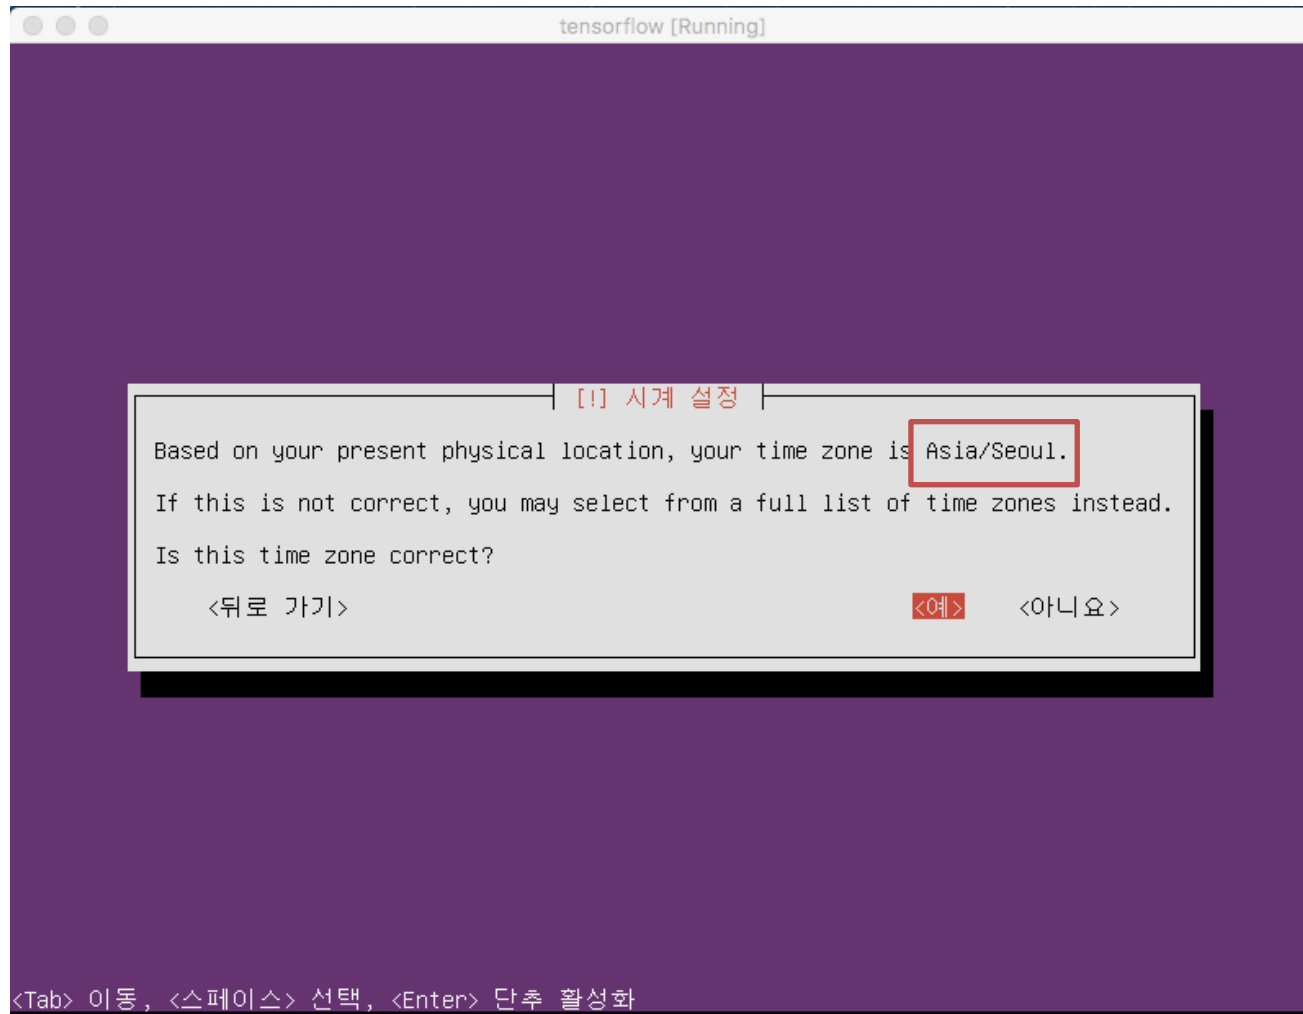 tensorflow [Running]
[!] 시계 설정
Based on your present physical location, your time zone is Asia/Seoul.
If this is not correct, you may select from a full list of time zones instead.
Is this time zone correct?
<뒤로 가기> <예> <아니요>
<Tab> 이동, <스페이스> 선택, <Enter> 단추 활성화